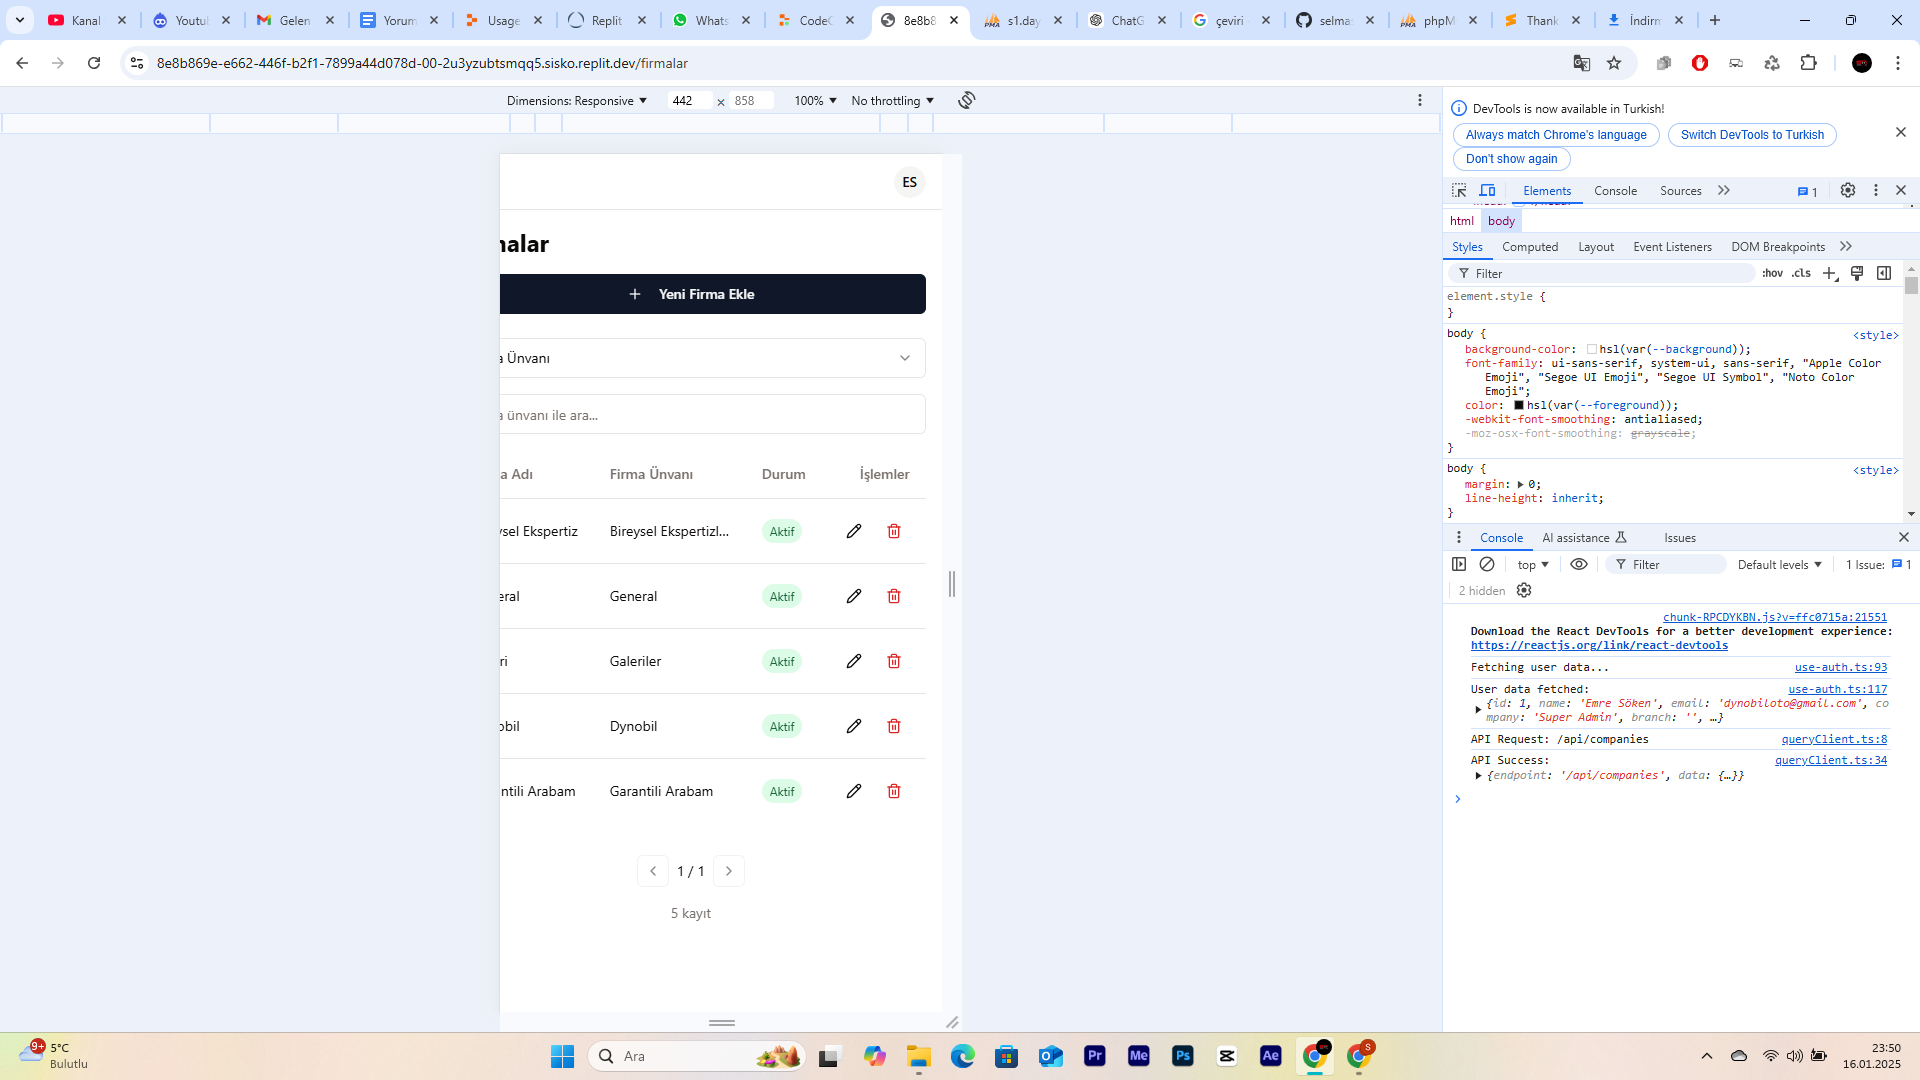 Kanal
Youtul
Gelen
Yorum
Usage
Replit
Whats
CodeC
8e8b8
s1.day
ChatG
çeviri
selmas
phpM
Thank
İndirm
8e8b869e-e662-446f-b2f1-7899a44d078d-00-2u3yzubtsmqq5.sisko.replit.dev/firmalar
Dimensions: Responsive
442 × 858
100%
No throttling
ES
nalar
Yeni Firma Ekle
a Ünvanı
a ünvanı ile ara...
a Adı Firma Ünvanı Durum İşlemler
sel Ekspertiz Bireysel Ekspertizl... Aktif
eral General Aktif
ri Galeriler Aktif
obil Dynobil Aktif
ntili Arabam Garantili Arabam Aktif
1 / 1
5 kayıt
DevTools is now available in Turkish!
Always match Chrome's language
Switch DevTools to Turkish
Don't show again
Elements Console Sources 1
html body
Styles Computed Layout Event Listeners DOM Breakpoints
Filter :hov .cls
element.style {
}
body { <style>
background-color: hsl(var(--background));
font-family: ui-sans-serif, system-ui, sans-serif, "Apple Color
Emoji", "Segoe UI Emoji", "Segoe UI Symbol", "Noto Color
Emoji";
color: hsl(var(--foreground));
-webkit-font-smoothing: antialiased;
-moz-osx-font-smoothing: grayscale;
}
body { <style>
margin: 0;
line-height: inherit;
}
Console AI assistance Issues
top Filter Default levels 1 Issue: 1
2 hidden
chunk-RPCDYKBN.js?v=ffc0715a:21551
Download the React DevTools for a better development experience:
https://reactjs.org/link/react-devtools
Fetching user data... use-auth.ts:93
User data fetched: use-auth.ts:117
{id: 1, name: 'Emre Söken', email: 'dynobiloto@gmail.com', co
mpany: 'Super Admin', branch: '', …}
API Request: /api/companies queryClient.ts:8
API Success: queryClient.ts:34
{endpoint: '/api/companies', data: {…}}
9+
5°C
Bulutlu
Ara
Pr
Me
Ps
Ae
S
23:50
16.01.2025